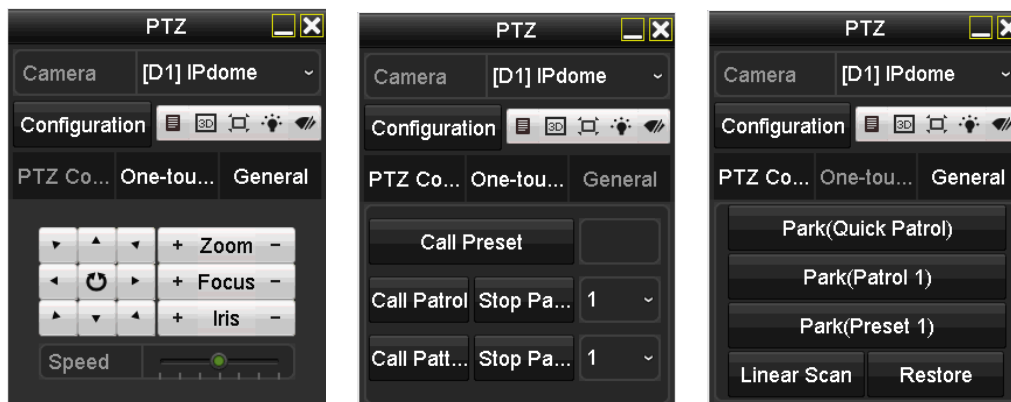 PTZ
Camera [D1] IPdome
Configuration 3D
PTZ Co... One-tou... General
+ Zoom -
+ Focus -
+ Iris -
Speed
PTZ
Camera [D1] IPdome
Configuration 3D
PTZ Co... One-tou... General
Call Preset
Call Patrol Stop Pa... 1
Call Patt... Stop Pa... 1
PTZ
Camera [D1] IPdome
Configuration 3D
PTZ Co... One-tou... General
Park(Quick Patrol)
Park(Patrol 1)
Park(Preset 1)
Linear Scan Restore